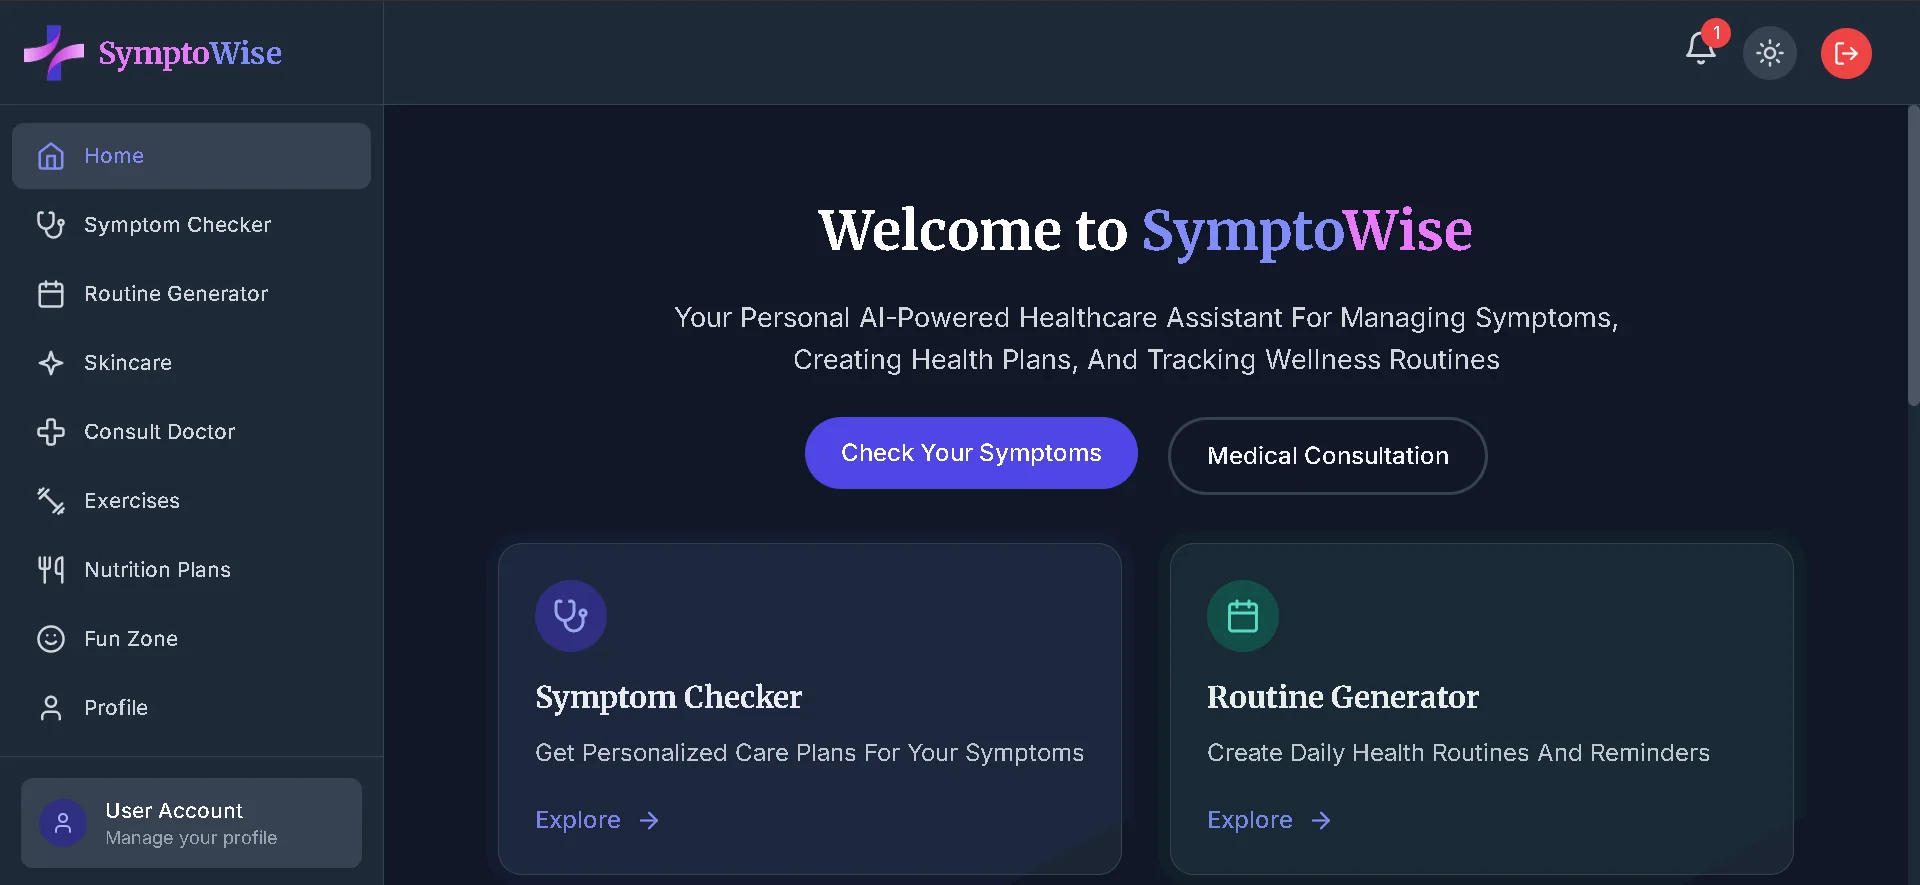 SymptoWise
1
Home
Symptom Checker
Routine Generator
Skincare
Consult Doctor
Exercises
Nutrition Plans
Fun Zone
Profile
User Account
Manage your profile
Welcome to SymptoWise
Your Personal AI-Powered Healthcare Assistant For Managing Symptoms,
Creating Health Plans, And Tracking Wellness Routines
Check Your Symptoms
Medical Consultation
Symptom Checker
Get Personalized Care Plans For Your Symptoms
Explore
Routine Generator
Create Daily Health Routines And Reminders
Explore